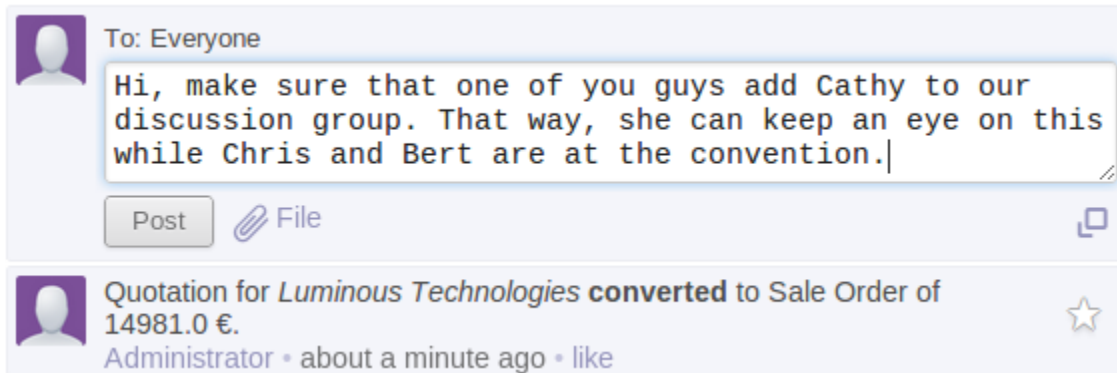 To: Everyone
Hi, make sure that one of you guys add Cathy to our
discussion group. That way, she can keep an eye on this
while Chris and Bert are at the convention.
Post File
Quotation for Luminous Technologies converted to Sale Order of
14981.0 €.
Administrator • about a minute ago • like